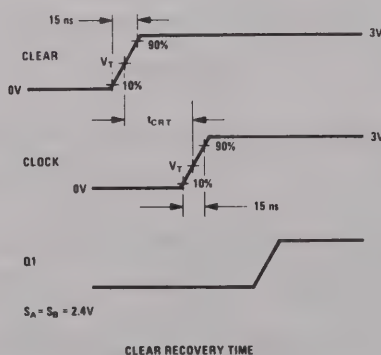 15 ns
90%
3V
CLEAR
VT
10%
0V
tCRT
90%
3V
CLOCK
VT
10%
0V
15 ns
Q1
SA = SB = 2.4V
CLEAR RECOVERY TIME